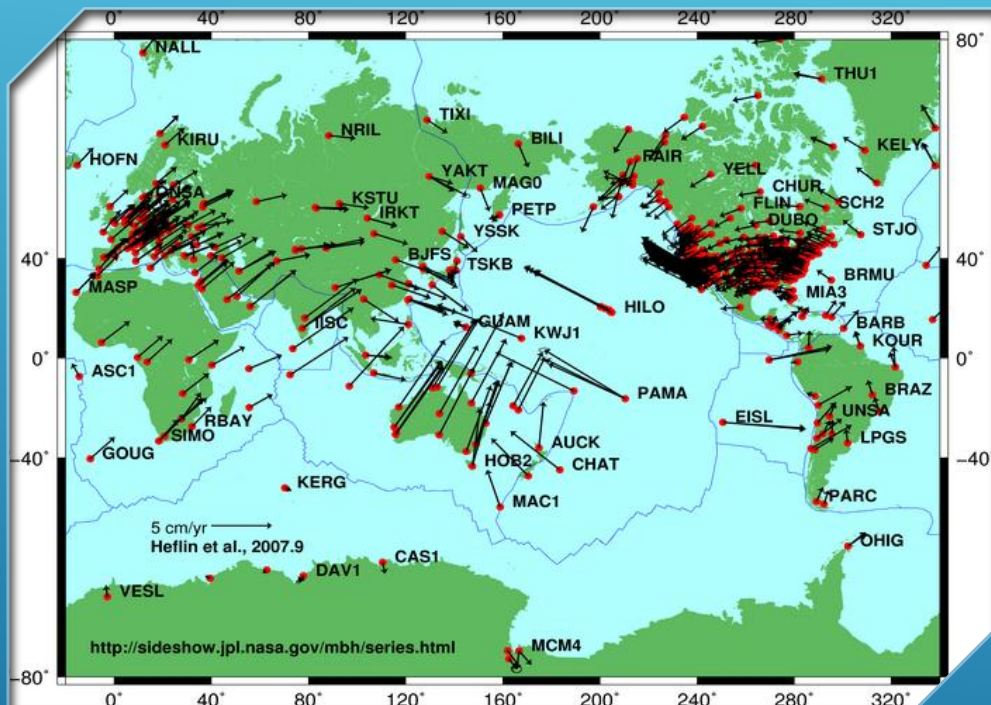 0° 40° 80° 120° 160° 200° 240° 280° 320°
80°
NALL
THU1
TIXI
NRIL
BILI
KIRU
HOFN
FAIR
KELY
YAKT
YELL
MAG0
ONSA
KSTU
CHUR
PETP
FLIN
SCH2
IRKT
DUBO
YSSK
STJO
40°
BJFS
TSKB
40°
MASP
BRMU
MIA3
HILO
IISC
GUAM
KWJ1
BARB
KOUR
0°
0°
ASC1
PAMA
BRAZ
EISL
UNSA
RBAY
SIMO
AUCK
LPGS
GOUG
HOB2
CHAT
−40°
−40°
KERG
MAC1
PARC
5 cm/yr
Heflin et al., 2007.9
OHIG
CAS1
DAV1
VESL
MCM4
http://sideshow.jpl.nasa.gov/mbh/series.html
−80°
−80°
0° 40° 80° 120° 160° 200° 240° 280° 320°